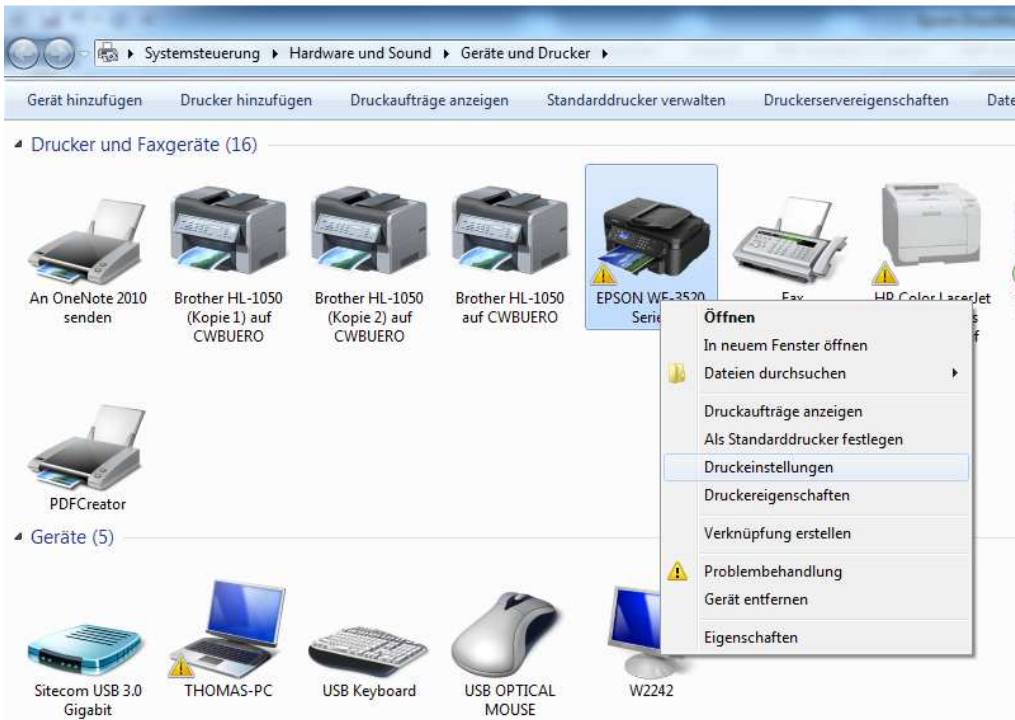 Systemsteuerung ▸ Hardware und Sound ▸ Geräte und Drucker ▸
Gerät hinzufügen Drucker hinzufügen Druckaufträge anzeigen Standarddrucker verwalten Druckerservereigenschaften Date
Drucker und Faxgeräte (16)
An OneNote 2010
senden
Brother HL-1050
(Kopie 1) auf
CWBUERO
Brother HL-1050
(Kopie 2) auf
CWBUERO
Brother HL-1050
auf CWBUERO
EPSON WF-3520
Serie
Fax
HP Color LaserJet
Öffnen
In neuem Fenster öffnen
Dateien durchsuchen
Druckaufträge anzeigen
Als Standarddrucker festlegen
Druckeinstellungen
Druckereigenschaften
Verknüpfung erstellen
Problembehandlung
Gerät entfernen
Eigenschaften
PDFCreator
Geräte (5)
Sitecom USB 3.0
Gigabit
THOMAS-PC
USB Keyboard
USB OPTICAL
MOUSE
W2242